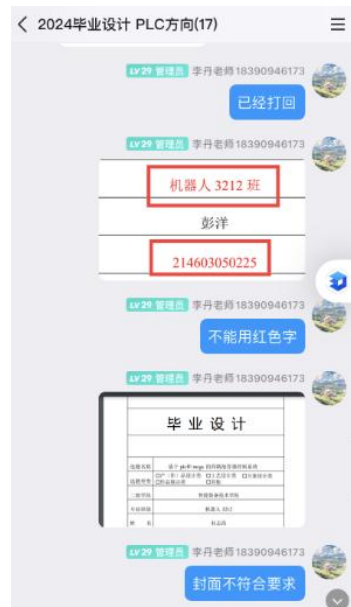 2024毕业设计 PLC方向(17)
LV29 管理员 李丹老师18390946173
已经打回
LV29 管理员 李丹老师18390946173
机器人 3212 班
彭洋
214603050225
LV29 管理员 李丹老师18390946173
不能用红色字
LV29 管理员 李丹老师18390946173
毕 业 设 计
LV29 管理员 李丹老师18390946173
封面不符合要求